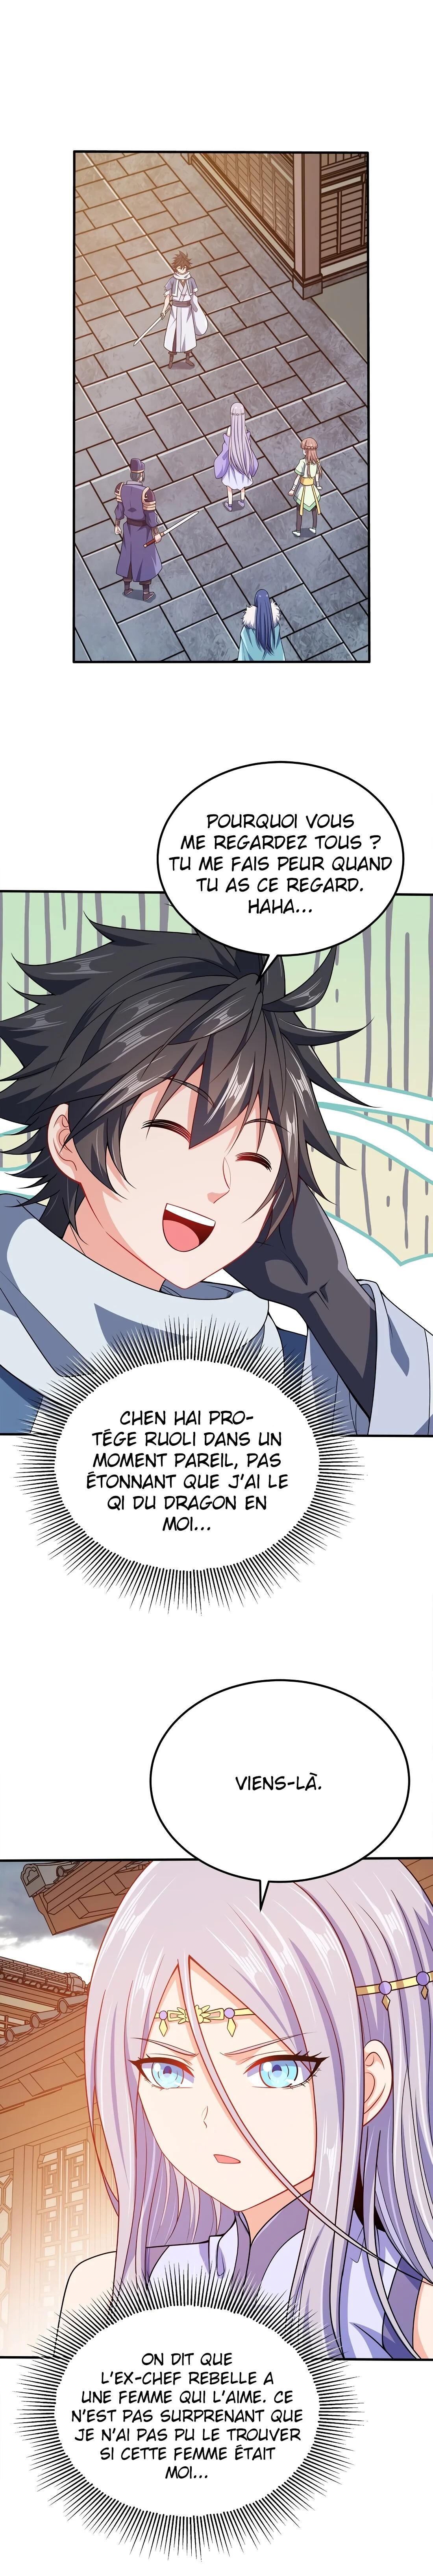 POURQUOI VOUS
ME REGARDEZ TOUS ?
TU ME FAIS PEUR QUAND
TU AS CE REGARD.
HAHA...
CHEN HAI PRO-
TÉGE RUOLI DANS UN
MOMENT PAREIL, PAS
ÉTONNANT QUE J'AI LE
QI DU DRAGON EN
MOI...
VIENS-LÀ.
ON DIT QUE
L'EX-CHEF REBELLE A
UNE FEMME QUI L'AIME. CE
N'EST PAS SURPRENANT QUE
JE N'AI PAS PU LE TROUVER
SI CETTE FEMME ÉTAIT
MOI...